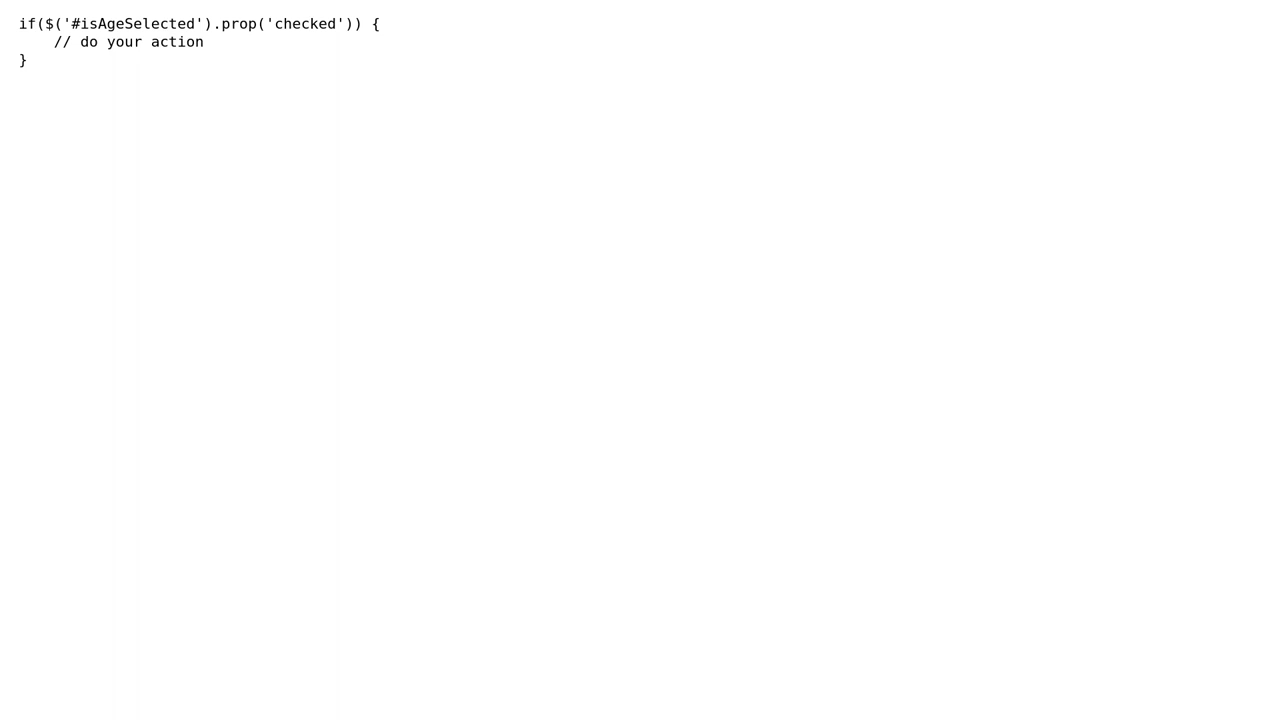 if($('#isAgeSelected').prop('checked')) {
    // do your action
}